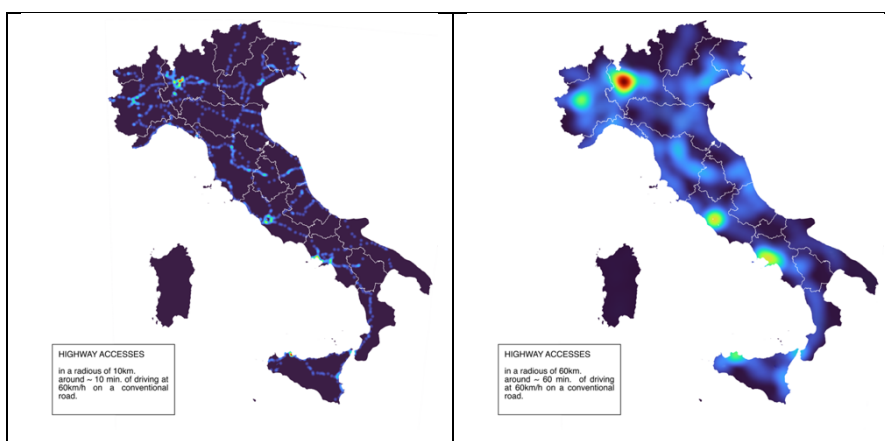 HIGHWAY ACCESSES
in a radious of 10km.
around ~ 10 min. of driving at
60km/h on a conventional
road.
HIGHWAY ACCESSES
in a radious of 60km.
around ~ 60 min. of driving
at 60km/h on a conventional
road.